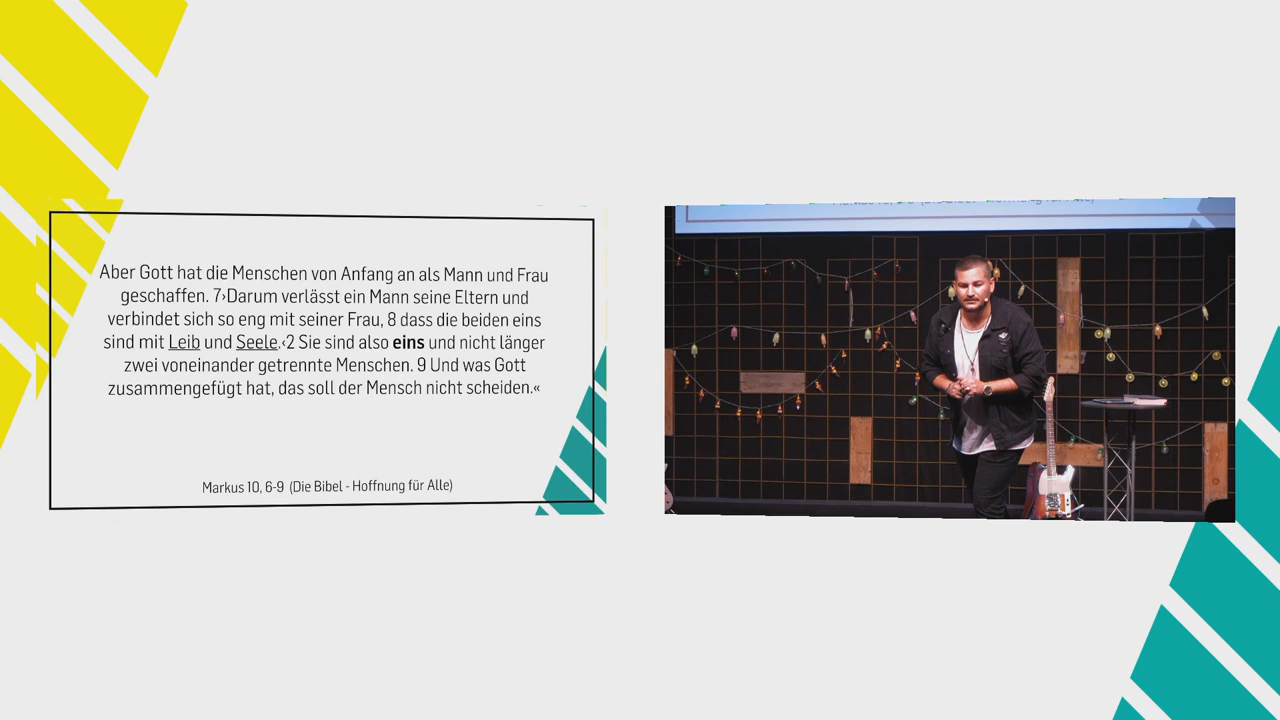 Aber Gott hat die Menschen von Anfang an als Mann und Frau
geschaffen. 7›Darum verlässt ein Mann seine Eltern und
verbindet sich so eng mit seiner Frau, 8 dass die beiden eins
sind mit Leib und Seele.‹2 Sie sind also eins und nicht länger
zwei voneinander getrennte Menschen. 9 Und was Gott
zusammengefügt hat, das soll der Mensch nicht scheiden.«
Markus 10, 6-9 (Die Bibel - Hoffnung für Alle)